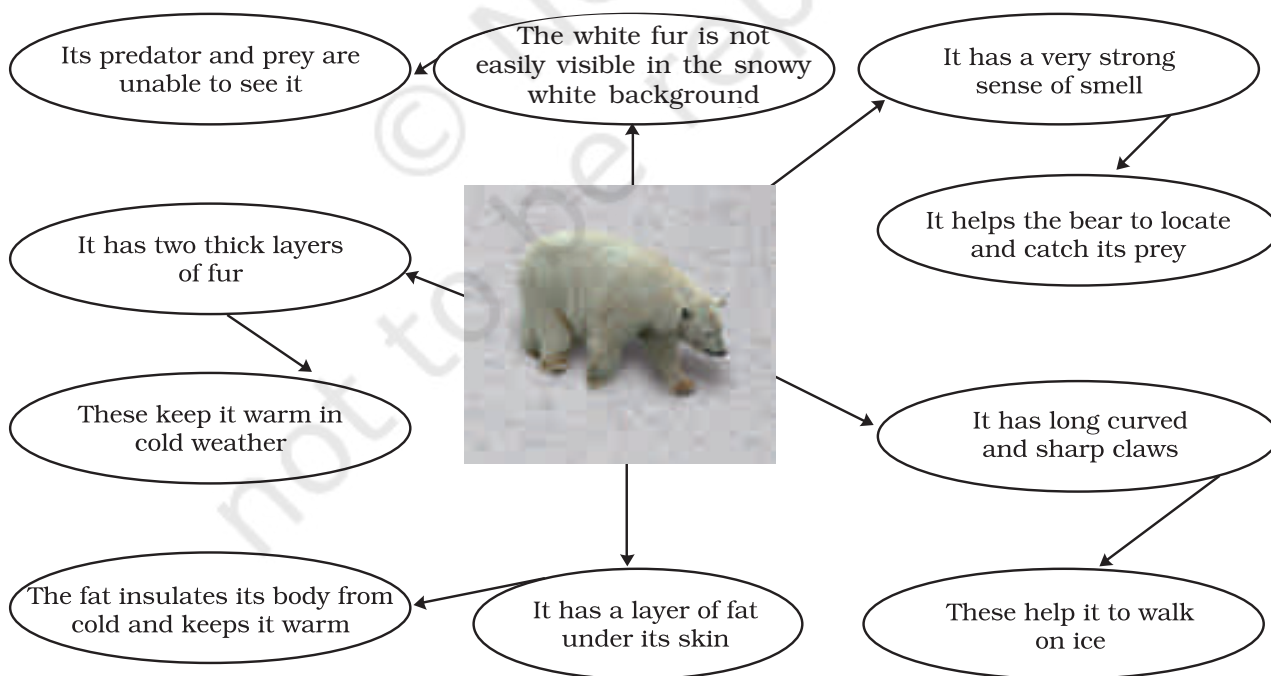 Its predator and prey are
unable to see it
The white fur is not
easily visible in the snowy
white background
It has a very strong
sense of smell
It helps the bear to locate
and catch its prey
It has two thick layers
of fur
These keep it warm in
cold weather
It has long curved
and sharp claws
The fat insulates its body from
cold and keeps it warm
It has a layer of fat
under its skin
These help it to walk
on ice
© N
not to be rep